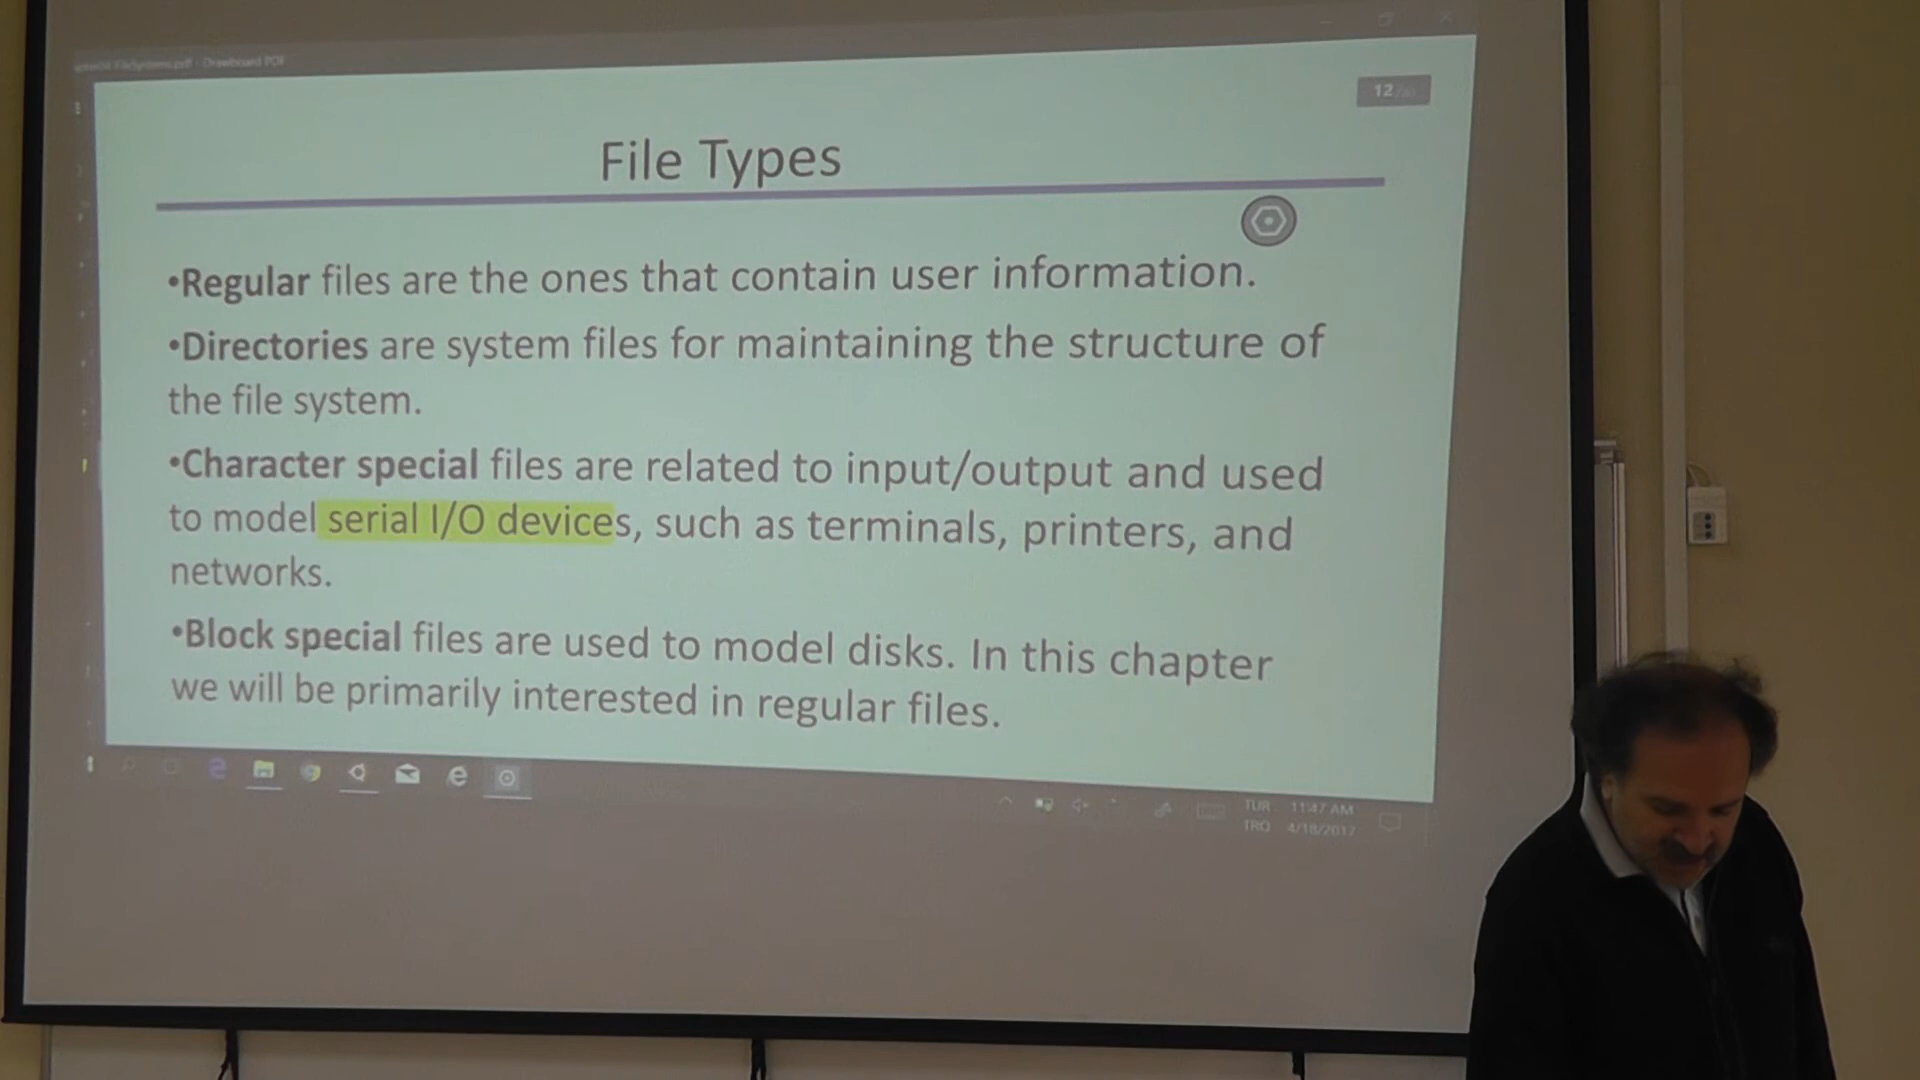 Drawboard PDF
12
File Types
•Regular files are the ones that contain user information.
•Directories are system files for maintaining the structure of
the file system.
•Character special files are related to input/output and used
to model serial I/O devices, such as terminals, printers, and
networks.
•Block special files are used to model disks. In this chapter
we will be primarily interested in regular files.
TUR 11:47 AM
TRQ 4/18/2017